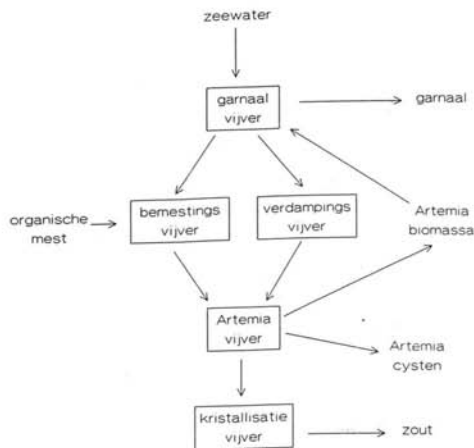 zeewater
garnaal
vijver
garnaal
organische
mest
bemestings
vijver
verdampings
vijver
Artemia
biomassa
Artemia
vijver
Artemia
cysten
kristallisatie
vijver
zout